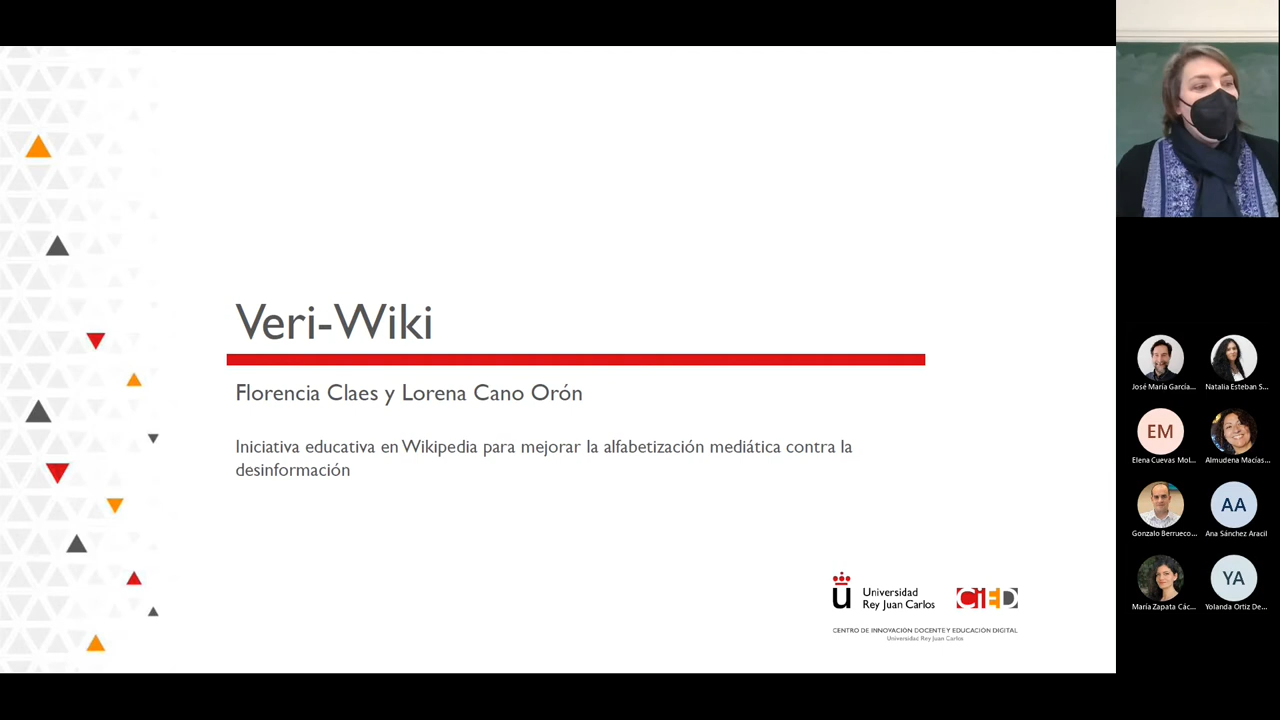 Veri-Wiki
Florencia Claes y Lorena Cano Orón
Iniciativa educativa en Wikipedia para mejorar la alfabetización mediática contra la
desinformación
Universidad
Rey Juan Carlos
CiED
CENTRO DE INNOVACIÓN DOCENTE Y EDUCACIÓN DIGITAL
Universidad Rey Juan Carlos
José María García...
Natalia Esteban S...
EM
Elena Cuevas Mol...
Almudena Macías...
Gonzalo Berrueco...
AA
Ana Sánchez Aracil
María Zapata Các...
YA
Yolanda Ortiz De...